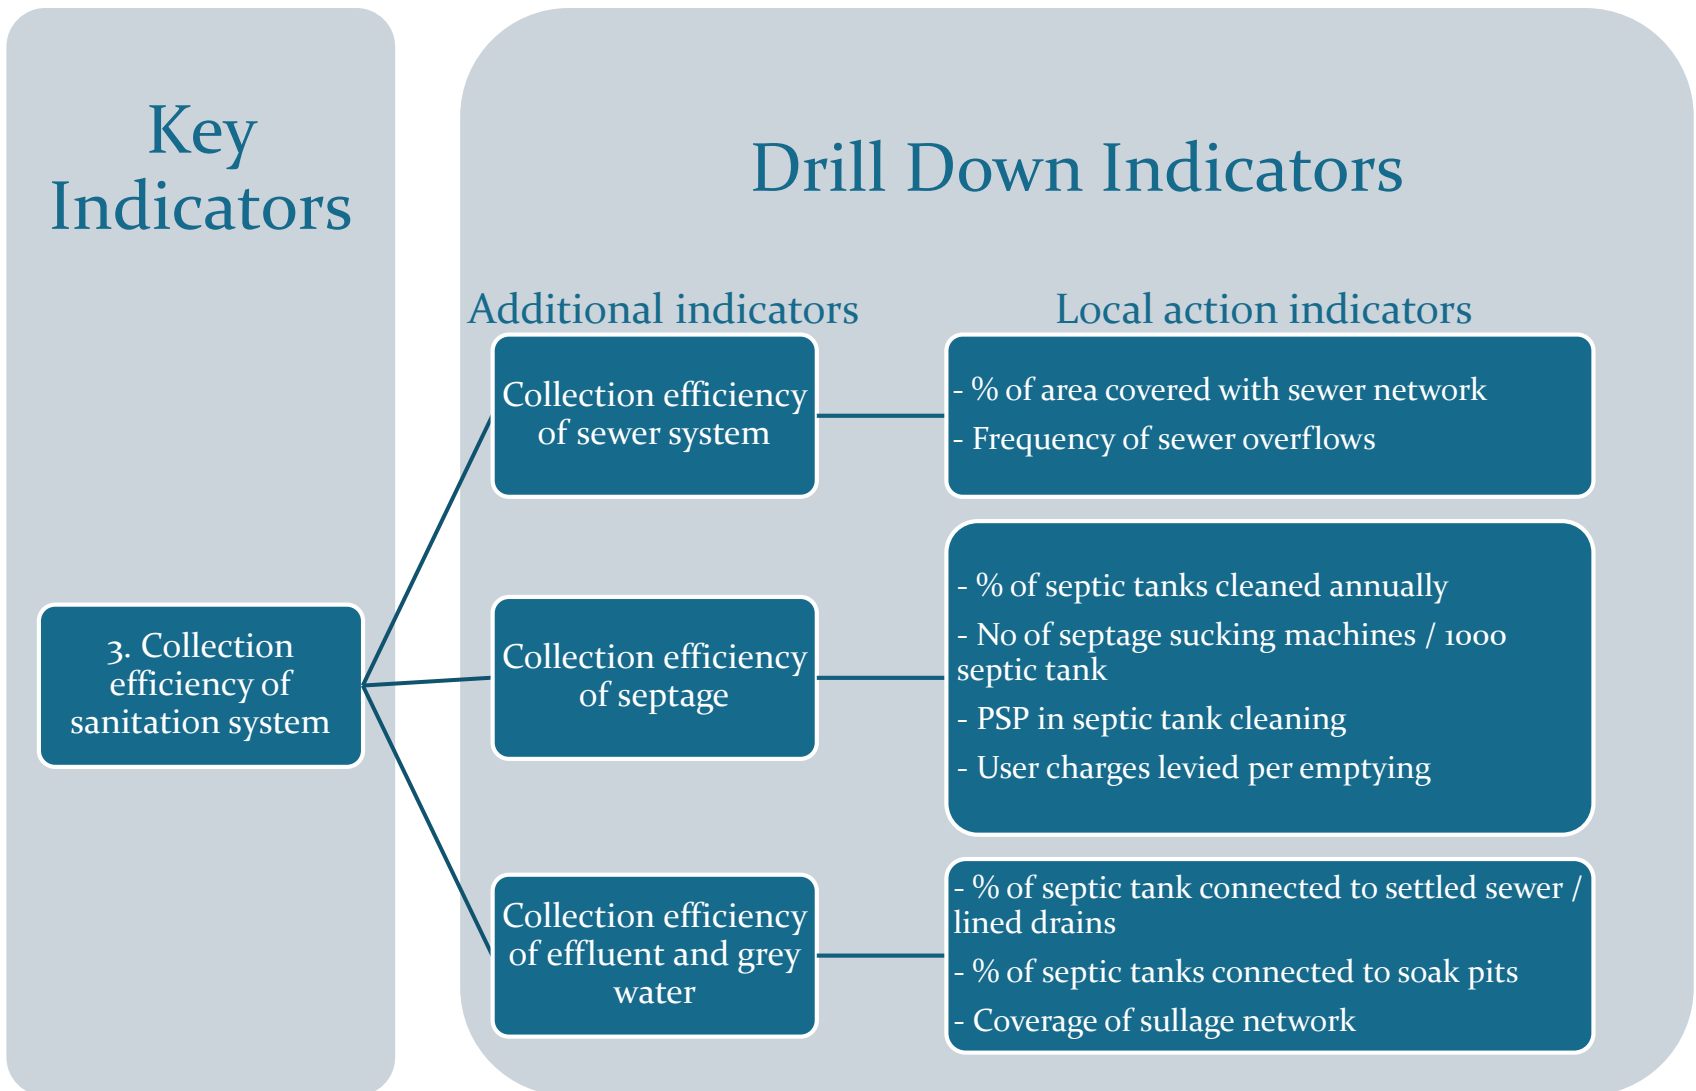 Key
Indicators
Drill Down Indicators
Additional indicators
Local action indicators
3. Collection
efficiency of
sanitation system
Collection efficiency
of sewer system
- % of area covered with sewer network
- Frequency of sewer overflows
Collection efficiency
of septage
- % of septic tanks cleaned annually
- No of septage sucking machines / 1000
septic tank
- PSP in septic tank cleaning
- User charges levied per emptying
Collection efficiency
of effluent and grey
water
- % of septic tank connected to settled sewer /
lined drains
- % of septic tanks connected to soak pits
- Coverage of sullage network